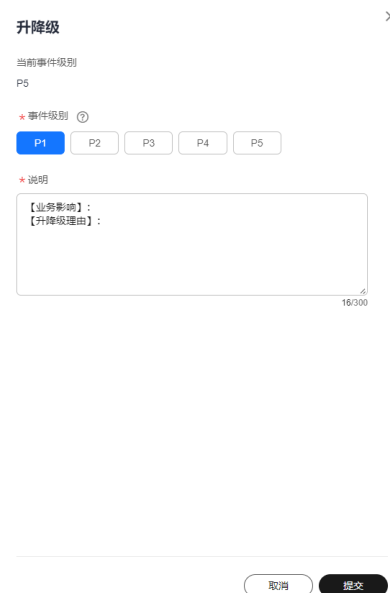 升降级
当前事件级别
P5
* 事件级别 ?
P1 P2 P3 P4 P5
* 说明
【业务影响】:
【升降级理由】:
16/300
取消 提交